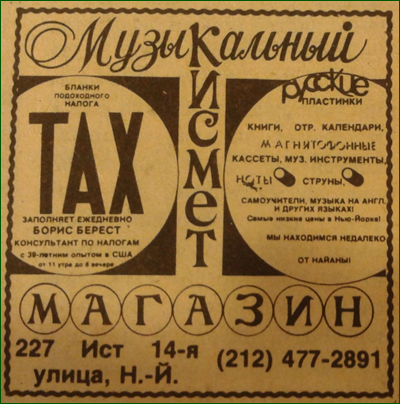 Музыкальный
КИСМЕТ
БЛАНКИ
ПОДОХОДНОГО
НАЛОГА
TAX
ЗАПОЛНЯЕТ ЕЖЕДНЕВНО
БОРИС БЕРЕСТ
КОНСУЛЬТАНТ ПО НАЛОГАМ
с 39-летним опытом в США
от 11 утра до 8 вечера
РУССКИЕ
ПЛАСТИНКИ
КНИГИ, ОТР. КАЛЕНДАРИ,
МАГНИТОФОННЫЕ
КАССЕТЫ, МУЗ. ИНСТРУМЕНТЫ,
НОТЫ СТРУНЫ,
САМОУЧИТЕЛИ, МУЗЫКА НА АНГЛ.
И ДРУГИХ ЯЗЫКАХ!
Самые низкие цены в Нью-Йорке!
МЫ НАХОДИМСЯ НЕДАЛЕКО
ОТ НАЙАНЫ!
МАГАЗИН
227 Ист 14-я
улица, Н.-Й.
(212) 477-2891